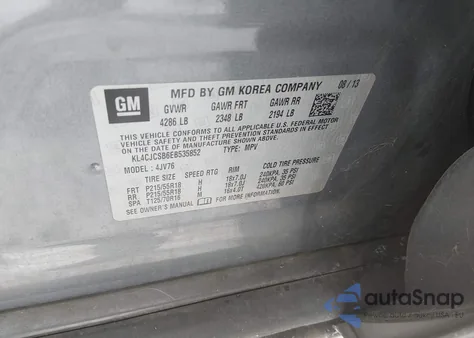 GM
MFD BY GM KOREA COMPANY 08/13
GVWR GAWR FRT GAWR RR
4286 LB 2348 LB 2194 LB
THIS VEHICLE CONFORMS TO ALL APPLICABLE U.S. FEDERAL MOTOR
VEHICLE SAFETY, BUMPER, AND THEFT PREVENTION STANDARDS IN
EFFECT ON THE DATE OF MANUFACTURE SHOWN ABOVE.
KL4CJCSB6EB535852 TYPE: MPV
MODEL: 4JV76
TIRE SIZE SPEED RTG RIM
FRT P215/55R18 H 18x7.0J 240KPA, 35 PSI
RR P215/55R18 H 18x7.0J 240KPA, 35 PSI
SPA T125/70R16 M 16x4.0T 420KPA, 60 PSI
SEE OWNER'S MANUAL FOR MORE INFORMATION.
autoSnap